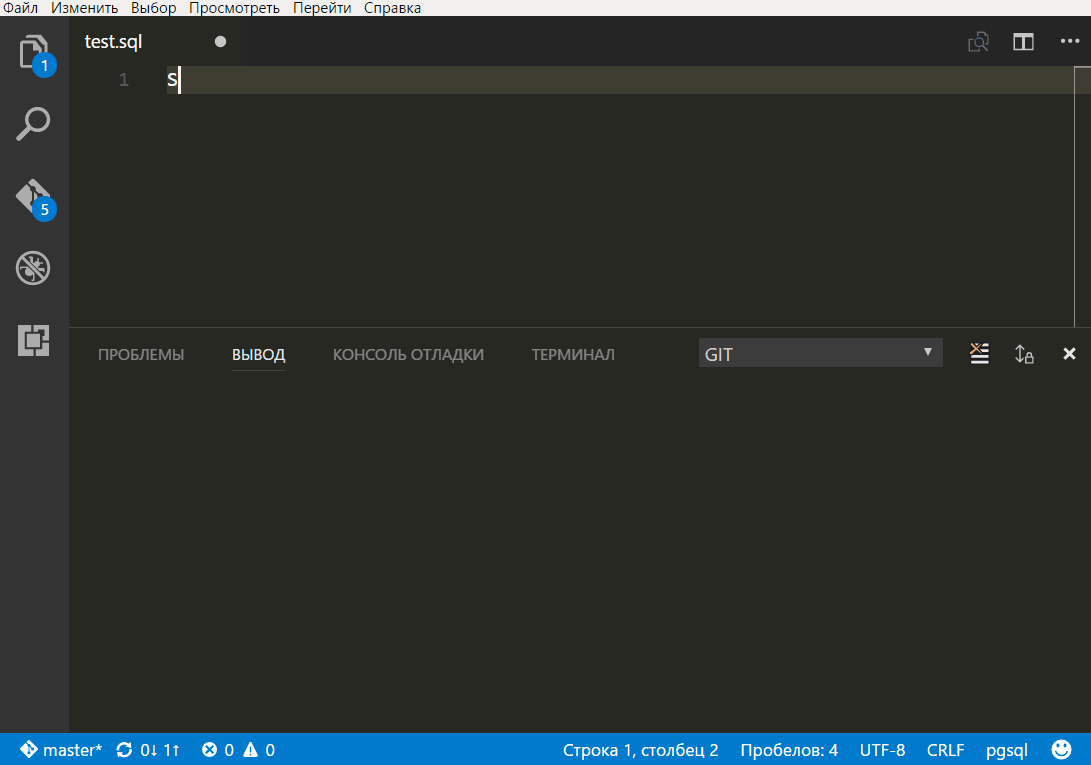 Файл Изменить Выбор Просмотреть Перейти Справка
1
test.sql
1 S
5
ПРОБЛЕМЫ ВЫВОД КОНСОЛЬ ОТЛАДКИ ТЕРМИНАЛ GIT
master* 0↓ 1↑ 0 0 Строка 1, столбец 2 Пробелов: 4 UTF-8 CRLF pgsql